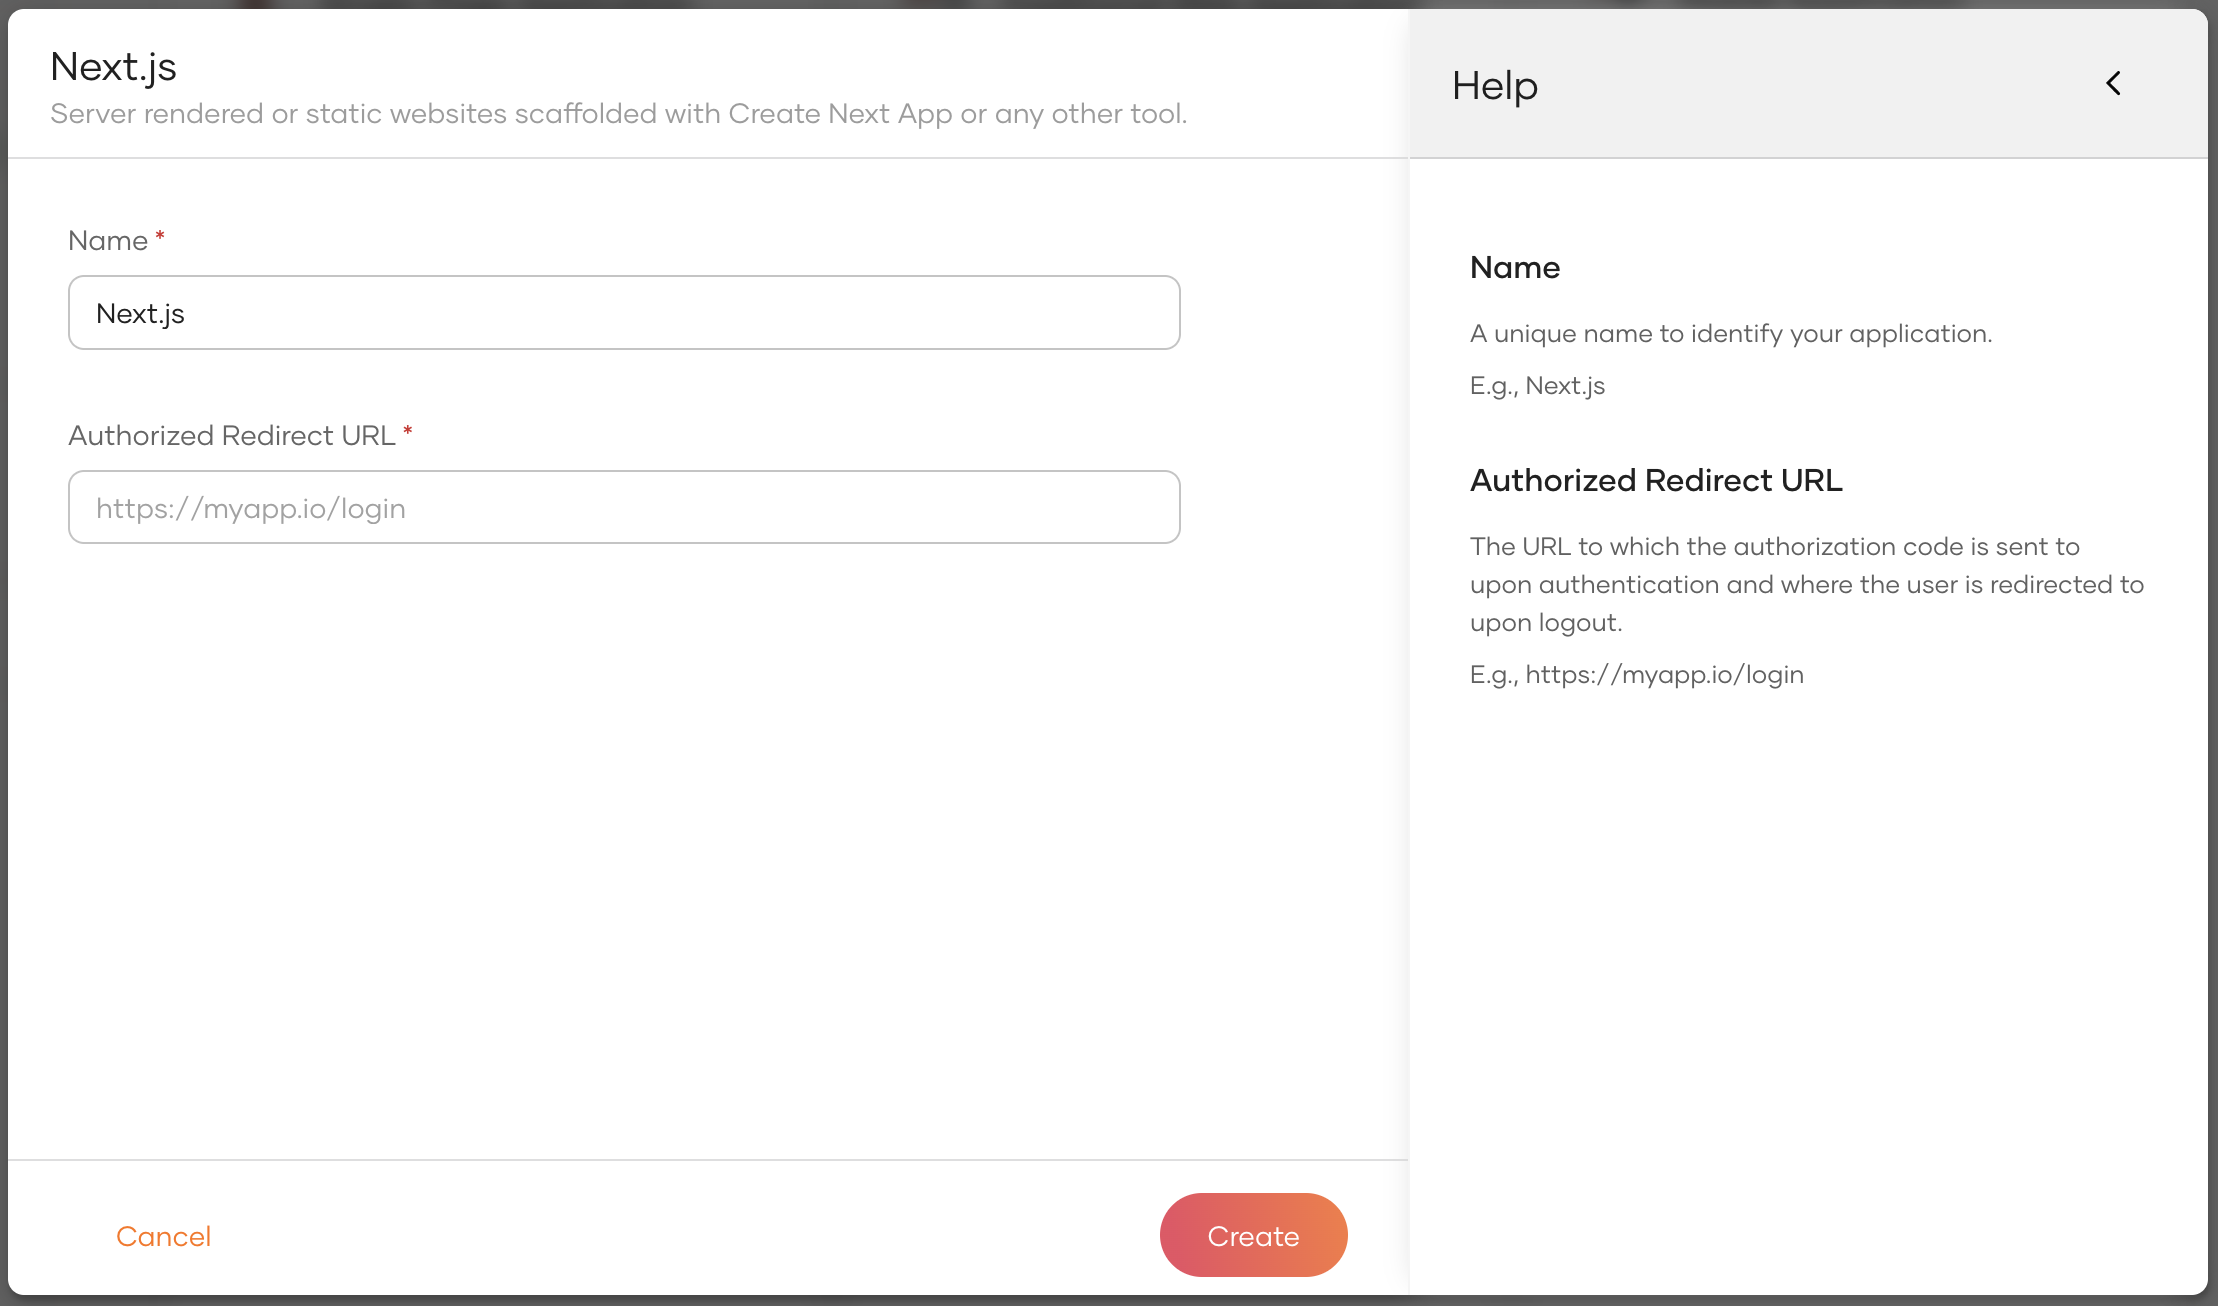 Next.js
Server rendered or static websites scaffolded with Create Next App or any other tool.
Name *
Next.js
Authorized Redirect URL *
https://myapp.io/login
Cancel
Create
Help
Name
A unique name to identify your application.
E.g., Next.js
Authorized Redirect URL
The URL to which the authorization code is sent to
upon authentication and where the user is redirected to
upon logout.
E.g., https://myapp.io/login